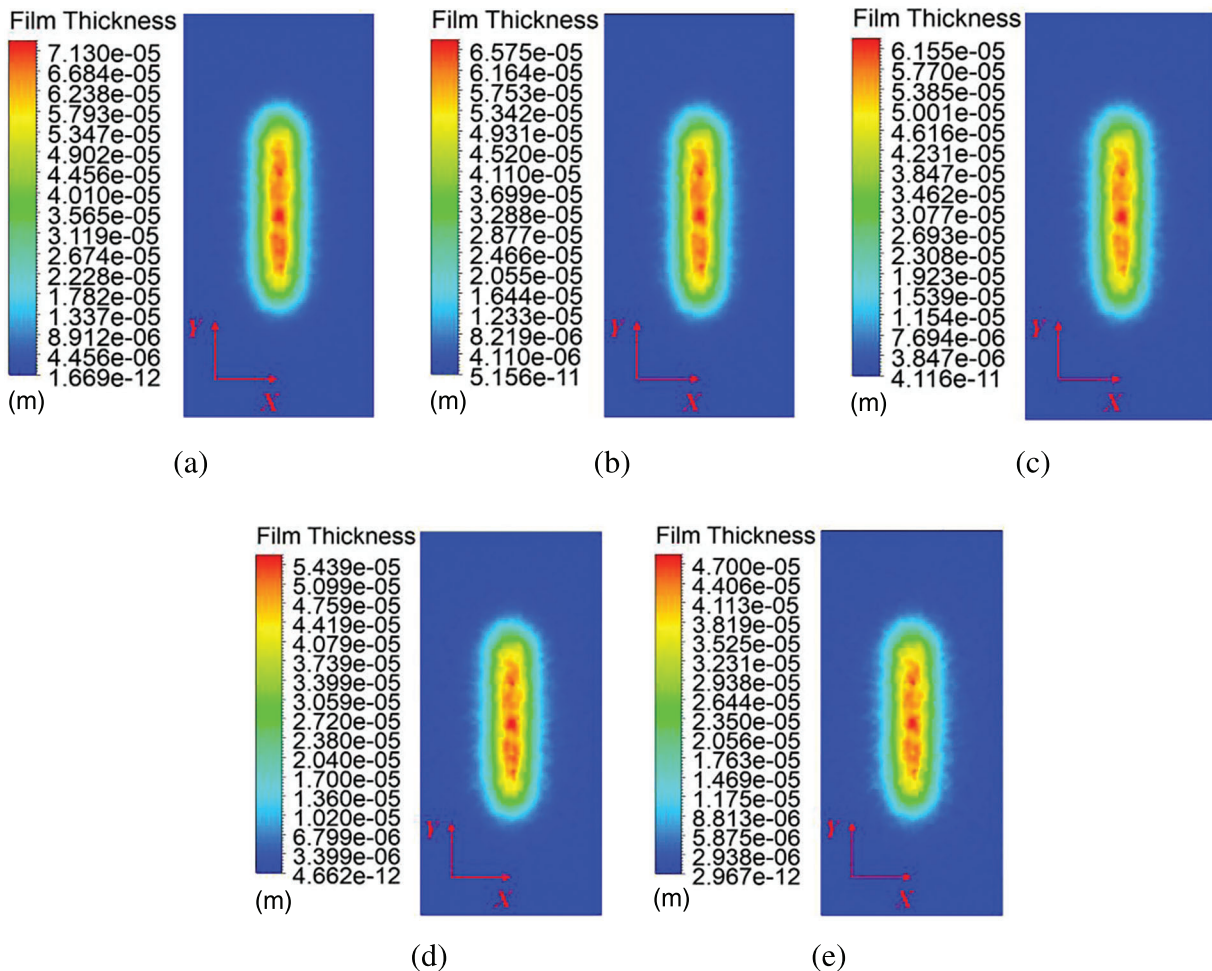 Film Thickness
7.130e-05
6.684e-05
6.238e-05
5.793e-05
5.347e-05
4.902e-05
4.456e-05
4.010e-05
3.565e-05
3.119e-05
2.674e-05
2.228e-05
1.782e-05
1.337e-05
8.912e-06
4.456e-06
1.669e-12
(m)
Y
X
(a)
Film Thickness
6.575e-05
6.164e-05
5.753e-05
5.342e-05
4.931e-05
4.520e-05
4.110e-05
3.699e-05
3.288e-05
2.877e-05
2.466e-05
2.055e-05
1.644e-05
1.233e-05
8.219e-06
4.110e-06
5.156e-11
(m)
Y
X
(b)
Film Thickness
6.155e-05
5.770e-05
5.385e-05
5.001e-05
4.616e-05
4.231e-05
3.847e-05
3.462e-05
3.077e-05
2.693e-05
2.308e-05
1.923e-05
1.539e-05
1.154e-05
7.694e-06
3.847e-06
4.116e-11
(m)
Y
X
(c)
Film Thickness
5.439e-05
5.099e-05
4.759e-05
4.419e-05
4.079e-05
3.739e-05
3.399e-05
3.059e-05
2.720e-05
2.380e-05
2.040e-05
1.700e-05
1.360e-05
1.020e-05
6.799e-06
3.399e-06
4.662e-12
(m)
Y
X
(d)
Film Thickness
4.700e-05
4.406e-05
4.113e-05
3.819e-05
3.525e-05
3.231e-05
2.938e-05
2.644e-05
2.350e-05
2.056e-05
1.763e-05
1.469e-05
1.175e-05
8.813e-06
5.875e-06
2.938e-06
2.967e-12
(m)
Y
X
(e)